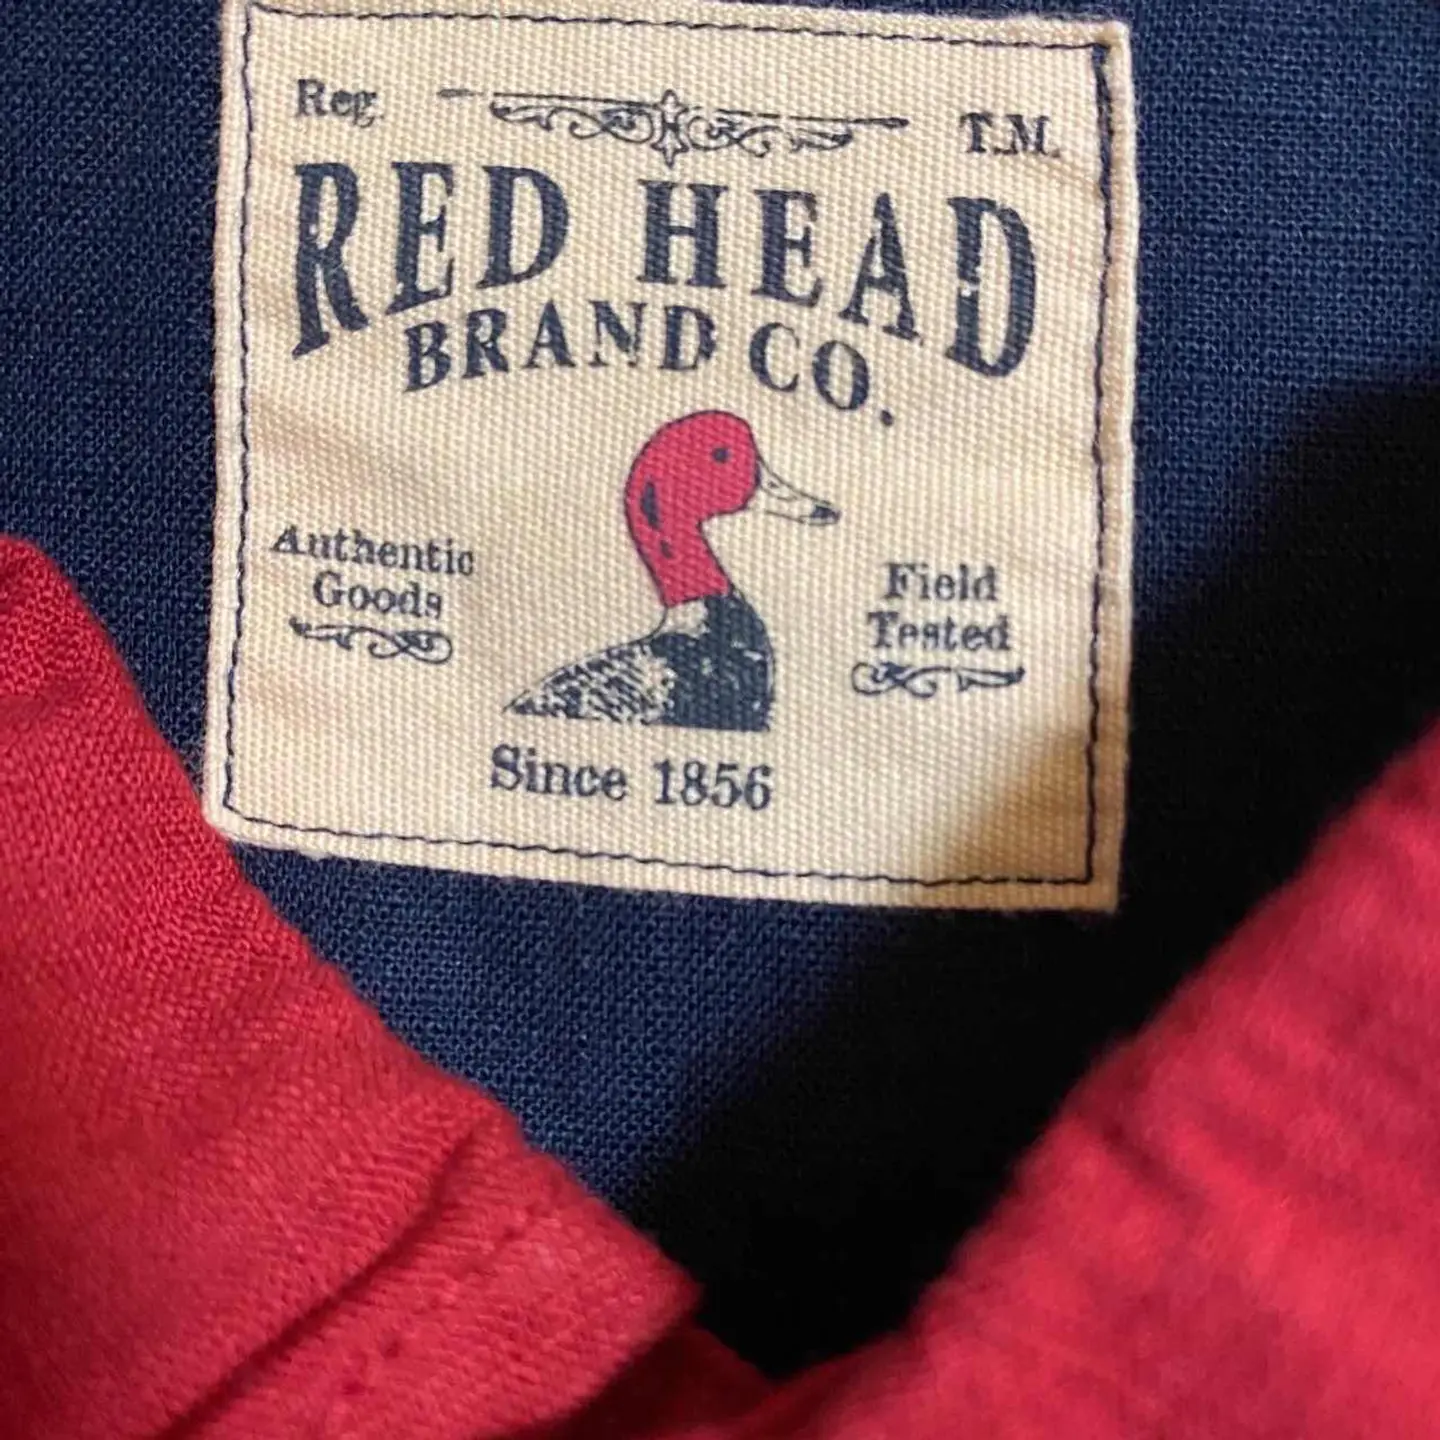 Reg. T.M.
RED HEAD
BRAND CO.
Authentic
Goods
Field
Tested
Since 1856